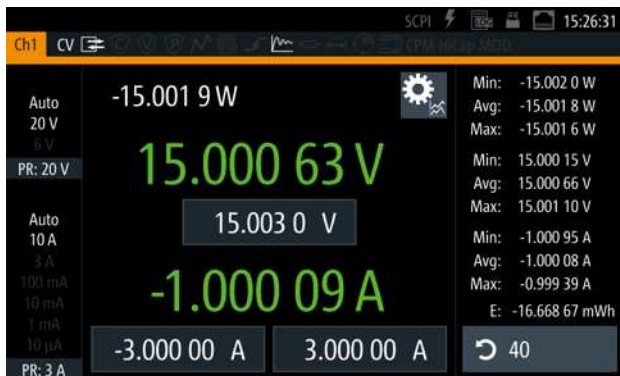 SCPI LOG 15:26:31
Ch1 CV CPM HiCap MOD
Auto
20 V
6 V
PR: 20 V
Auto
10 A
3 A
100 mA
10 mA
1 mA
10 µA
PR: 3 A
-15.001 9 W
15.000 63 V
15.003 0 V
-1.000 09 A
-3.000 00 A 3.000 00 A
Min: -15.002 0 W
Avg: -15.001 8 W
Max: -15.001 6 W
Min: 15.000 15 V
Avg: 15.000 66 V
Max: 15.001 10 V
Min: -1.000 95 A
Avg: -1.000 08 A
Max: -0.999 39 A
E: -16.668 67 mWh
40